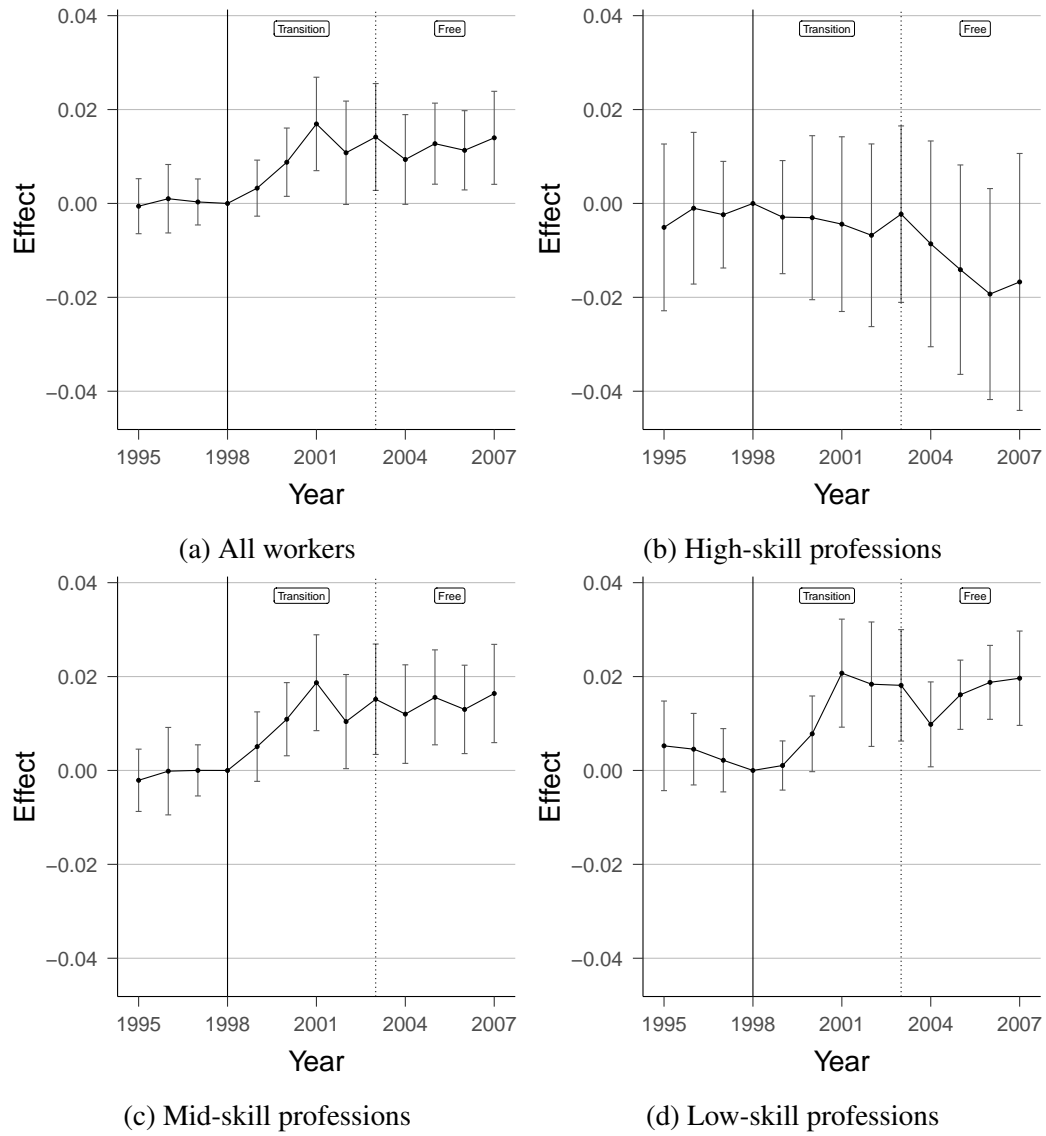 0.04
0.02
0.00
−0.02
−0.04
Effect
Transition
Free
1995
1998
2001
2004
2007
Year
(a) All workers
0.04
0.02
0.00
−0.02
−0.04
Effect
Transition
Free
1995
1998
2001
2004
2007
Year
(b) High-skill professions
0.04
0.02
0.00
−0.02
−0.04
Effect
Transition
Free
1995
1998
2001
2004
2007
Year
(c) Mid-skill professions
0.04
0.02
0.00
−0.02
−0.04
Effect
Transition
Free
1995
1998
2001
2004
2007
Year
(d) Low-skill professions